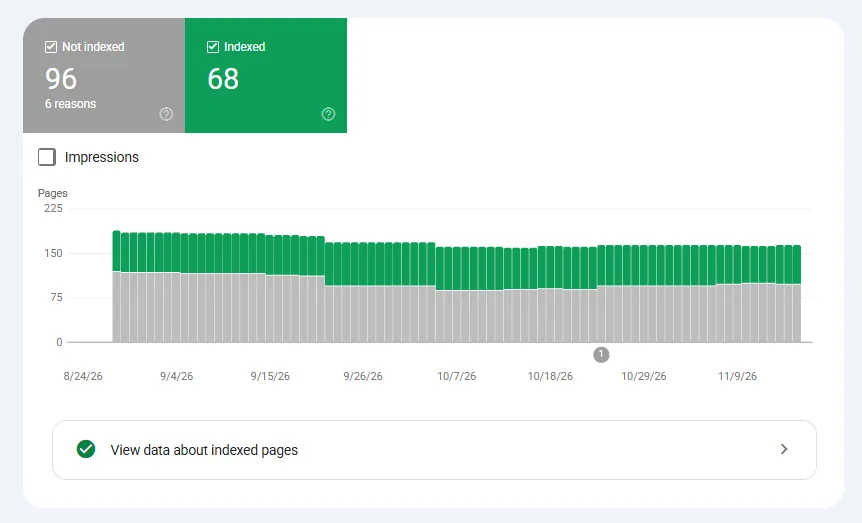 Not indexed
96
6 reasons
Indexed
68
Impressions
Pages
225
150
75
0
1
8/24/26
9/4/26
9/15/26
9/26/26
10/7/26
10/18/26
10/29/26
11/9/26
View data about indexed pages